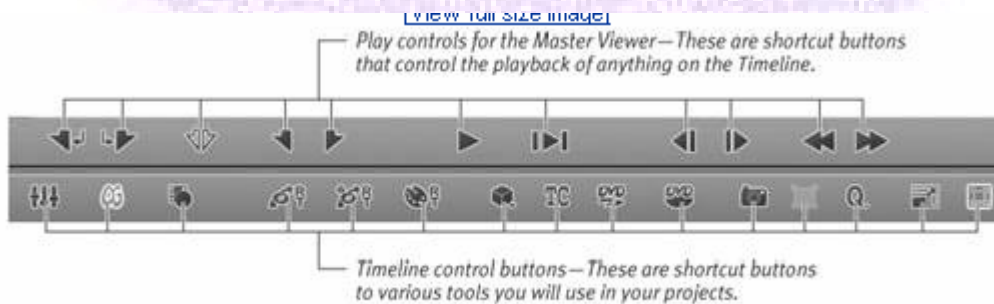 [View full size image]
Play controls for the Master Viewer—These are shortcut buttons
that control the playback of anything on the Timeline.
TC
Q
Timeline control buttons—These are shortcut buttons
to various tools you will use in your projects.